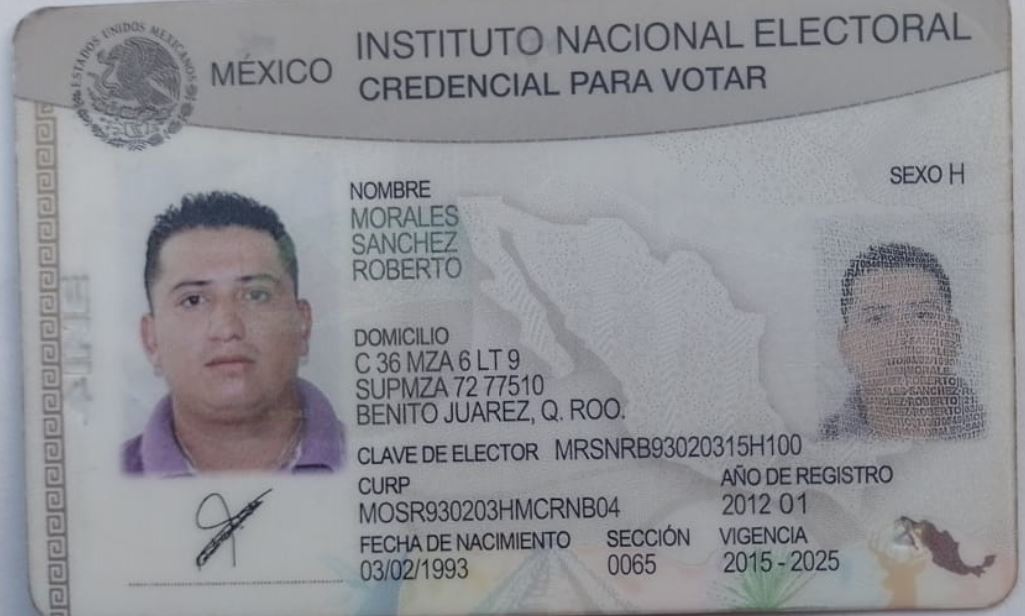 ESTADOS UNIDOS MEXICANOS
MÉXICO
INSTITUTO NACIONAL ELECTORAL
CREDENCIAL PARA VOTAR
SEXO H
NOMBRE
MORALES
SANCHEZ
ROBERTO
DOMICILIO
C 36 MZA 6 LT 9
SUPMZA 72 77510
BENITO JUAREZ, Q. ROO.
CLAVE DE ELECTOR MRSNRB93020315H100
CURP
MOSR930203HMCRNB04
AÑO DE REGISTRO
2012 01
FECHA DE NACIMIENTO
03/02/1993
SECCIÓN
0065
VIGENCIA
2015 - 2025